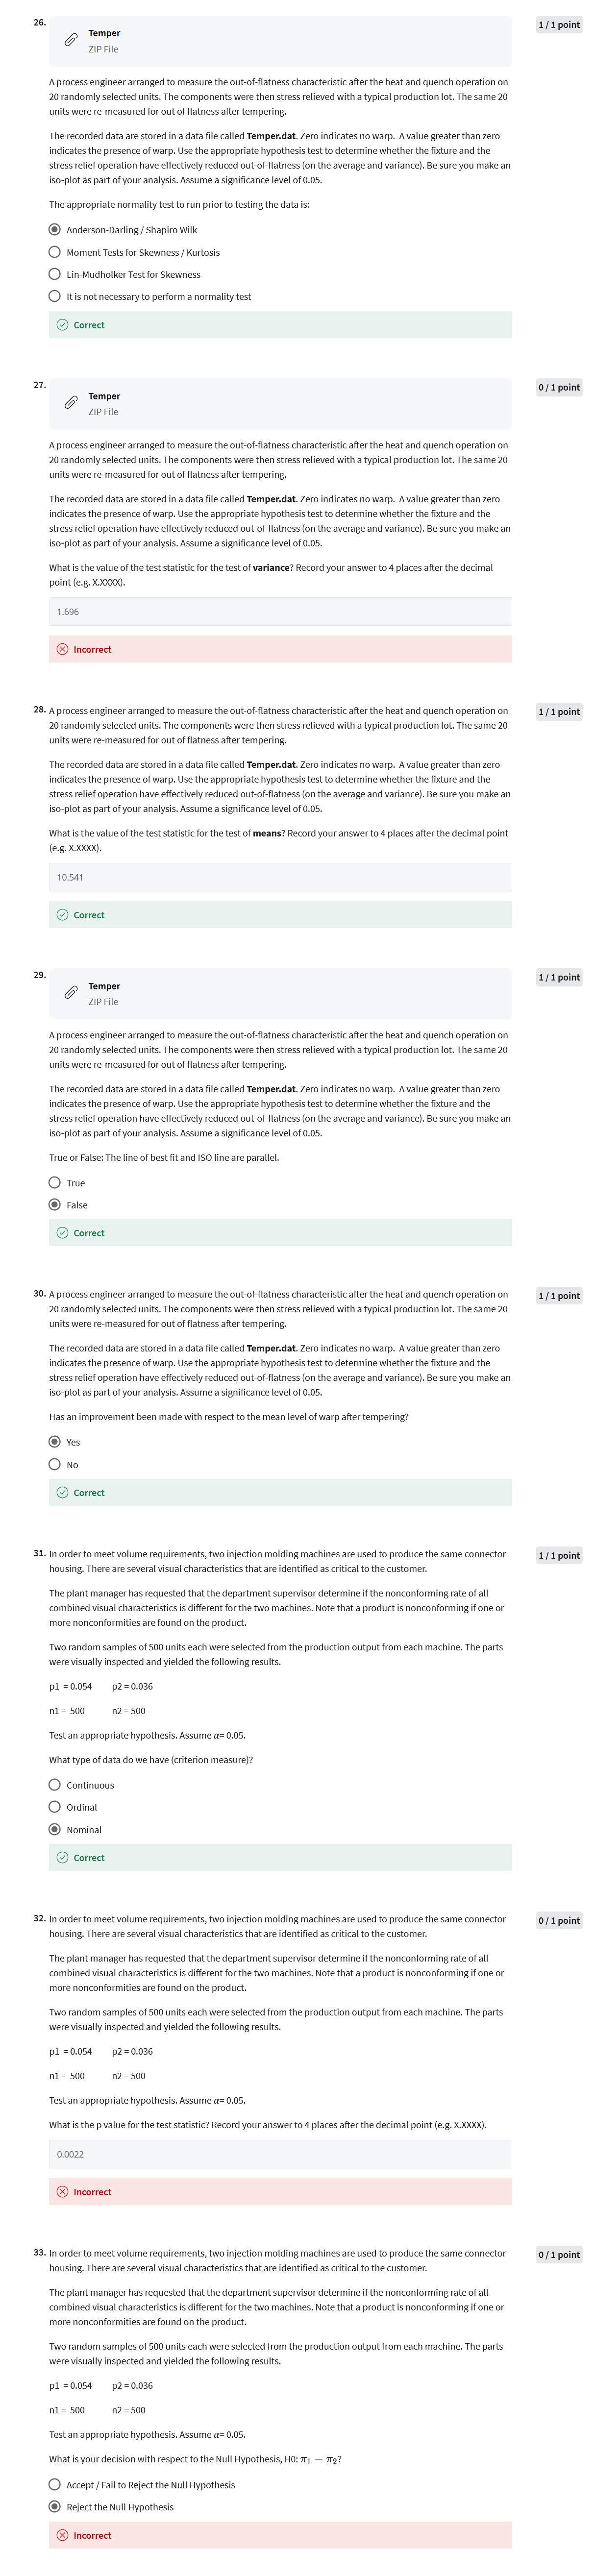 26.
Temper
ZIP File
1 / 1 point
A process engineer arranged to measure the out-of-flatness characteristic after the heat and quench operation on
20 randomly selected units. The components were then stress relieved with a typical production lot. The same 20
units were re-measured for out of flatness after tempering.
The recorded data are stored in a data file called Temper.dat. Zero indicates no warp. A value greater than zero
indicates the presence of warp. Use the appropriate hypothesis test to determine whether the fixture and the
stress relief operation have effectively reduced out-of-flatness (on the average and variance). Be sure you make an
iso-plot as part of your analysis. Assume a significance level of 0.05.
The appropriate normality test to run prior to testing the data is:
Anderson-Darling / Shapiro Wilk
Moment Tests for Skewness / Kurtosis
Lin-Mudholker Test for Skewness
It is not necessary to perform a normality test
Correct
27.
Temper
ZIP File
0 / 1 point
A process engineer arranged to measure the out-of-flatness characteristic after the heat and quench operation on
20 randomly selected units. The components were then stress relieved with a typical production lot. The same 20
units were re-measured for out of flatness after tempering.
The recorded data are stored in a data file called Temper.dat. Zero indicates no warp. A value greater than zero
indicates the presence of warp. Use the appropriate hypothesis test to determine whether the fixture and the
stress relief operation have effectively reduced out-of-flatness (on the average and variance). Be sure you make an
iso-plot as part of your analysis. Assume a significance level of 0.05.
What is the value of the test statistic for the test of variance? Record your answer to 4 places after the decimal
point (e.g. X.XXXX).
1.696
Incorrect
28. A process engineer arranged to measure the out-of-flatness characteristic after the heat and quench operation on
1 / 1 point
20 randomly selected units. The components were then stress relieved with a typical production lot. The same 20
units were re-measured for out of flatness after tempering.
The recorded data are stored in a data file called Temper.dat. Zero indicates no warp. A value greater than zero
indicates the presence of warp. Use the appropriate hypothesis test to determine whether the fixture and the
stress relief operation have effectively reduced out-of-flatness (on the average and variance). Be sure you make an
iso-plot as part of your analysis. Assume a significance level of 0.05.
What is the value of the test statistic for the test of means? Record your answer to 4 places after the decimal point
(e.g. X.XXXX).
10.541
Correct
29.
Temper
ZIP File
1 / 1 point
A process engineer arranged to measure the out-of-flatness characteristic after the heat and quench operation on
20 randomly selected units. The components were then stress relieved with a typical production lot. The same 20
units were re-measured for out of flatness after tempering.
The recorded data are stored in a data file called Temper.dat. Zero indicates no warp. A value greater than zero
indicates the presence of warp. Use the appropriate hypothesis test to determine whether the fixture and the
stress relief operation have effectively reduced out-of-flatness (on the average and variance). Be sure you make an
iso-plot as part of your analysis. Assume a significance level of 0.05.
True or False: The line of best fit and ISO line are parallel.
True
False
Correct
30. A process engineer arranged to measure the out-of-flatness characteristic after the heat and quench operation on
1 / 1 point
20 randomly selected units. The components were then stress relieved with a typical production lot. The same 20
units were re-measured for out of flatness after tempering.
The recorded data are stored in a data file called Temper.dat. Zero indicates no warp. A value greater than zero
indicates the presence of warp. Use the appropriate hypothesis test to determine whether the fixture and the
stress relief operation have effectively reduced out-of-flatness (on the average and variance). Be sure you make an
iso-plot as part of your analysis. Assume a significance level of 0.05.
Has an improvement been made with respect to the mean level of warp after tempering?
Yes
No
Correct
31. In order to meet volume requirements, two injection molding machines are used to produce the same connector
1 / 1 point
housing. There are several visual characteristics that are identified as critical to the customer.
The plant manager has requested that the department supervisor determine if the nonconforming rate of all
combined visual characteristics is different for the two machines. Note that a product is nonconforming if one or
more nonconformities are found on the product.
Two random samples of 500 units each were selected from the production output from each machine. The parts
were visually inspected and yielded the following results.
p1 = 0.054 p2 = 0.036
n1 = 500 n2 = 500
Test an appropriate hypothesis. Assume α= 0.05.
What type of data do we have (criterion measure)?
Continuous
Ordinal
Nominal
Correct
32. In order to meet volume requirements, two injection molding machines are used to produce the same connector
0 / 1 point
housing. There are several visual characteristics that are identified as critical to the customer.
The plant manager has requested that the department supervisor determine if the nonconforming rate of all
combined visual characteristics is different for the two machines. Note that a product is nonconforming if one or
more nonconformities are found on the product.
Two random samples of 500 units each were selected from the production output from each machine. The parts
were visually inspected and yielded the following results.
p1 = 0.054 p2 = 0.036
n1 = 500 n2 = 500
Test an appropriate hypothesis. Assume α= 0.05.
What is the p value for the test statistic? Record your answer to 4 places after the decimal point (e.g. X.XXXX).
0.0022
Incorrect
33. In order to meet volume requirements, two injection molding machines are used to produce the same connector
0 / 1 point
housing. There are several visual characteristics that are identified as critical to the customer.
The plant manager has requested that the department supervisor determine if the nonconforming rate of all
combined visual characteristics is different for the two machines. Note that a product is nonconforming if one or
more nonconformities are found on the product.
Two random samples of 500 units each were selected from the production output from each machine. The parts
were visually inspected and yielded the following results.
p1 = 0.054 p2 = 0.036
n1 = 500 n2 = 500
Test an appropriate hypothesis. Assume α= 0.05.
What is your decision with respect to the Null Hypothesis, H0: π₁ − π₂?
Accept / Fail to Reject the Null Hypothesis
Reject the Null Hypothesis
Incorrect